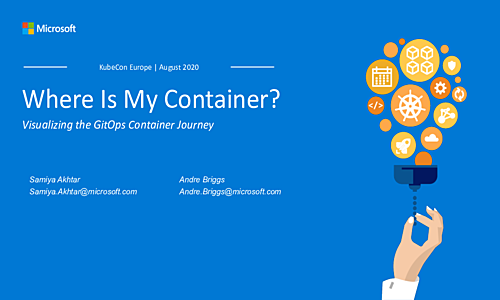 Microsoft
KubeCon Europe | August 2020
Where Is My Container?
Visualizing the GitOps Container Journey
Samiya Akhtar
Samiya.Akhtar@microsoft.com
Andre Briggs
Andre.Briggs@microsoft.com